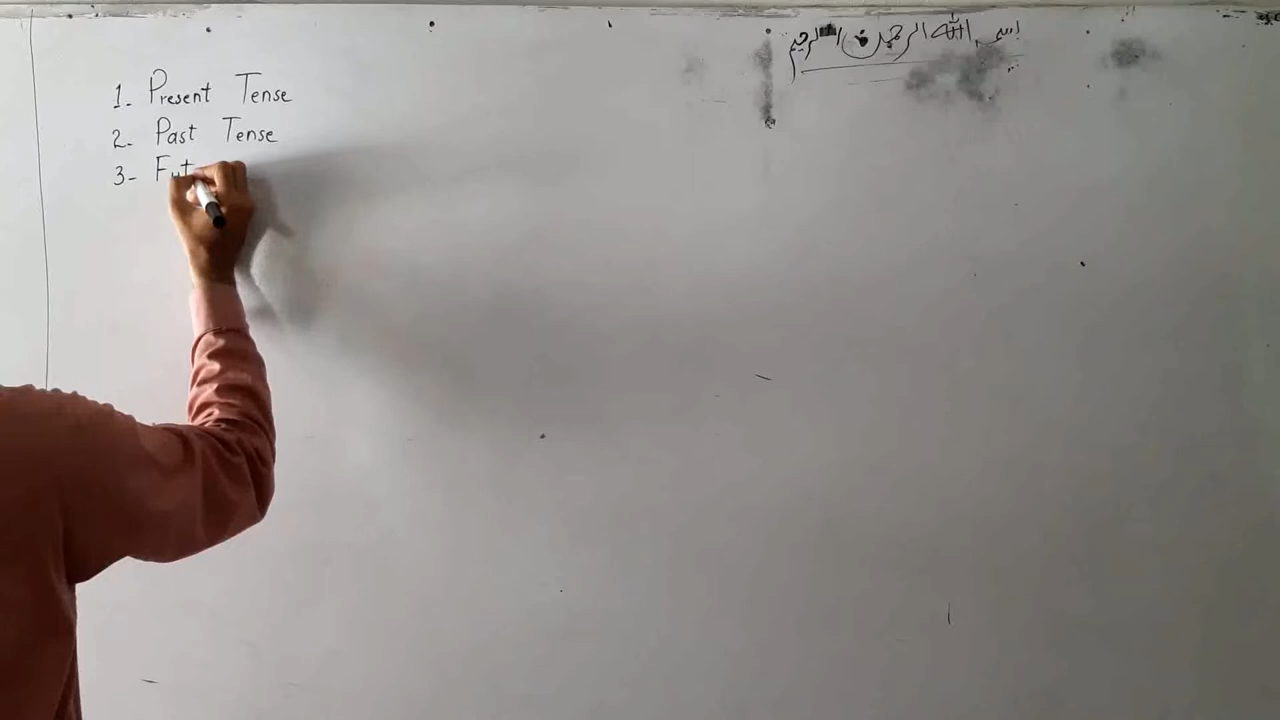 بسم الله الرحمن الرحيم
1- Present Tense
2- Past Tense
3- Fut